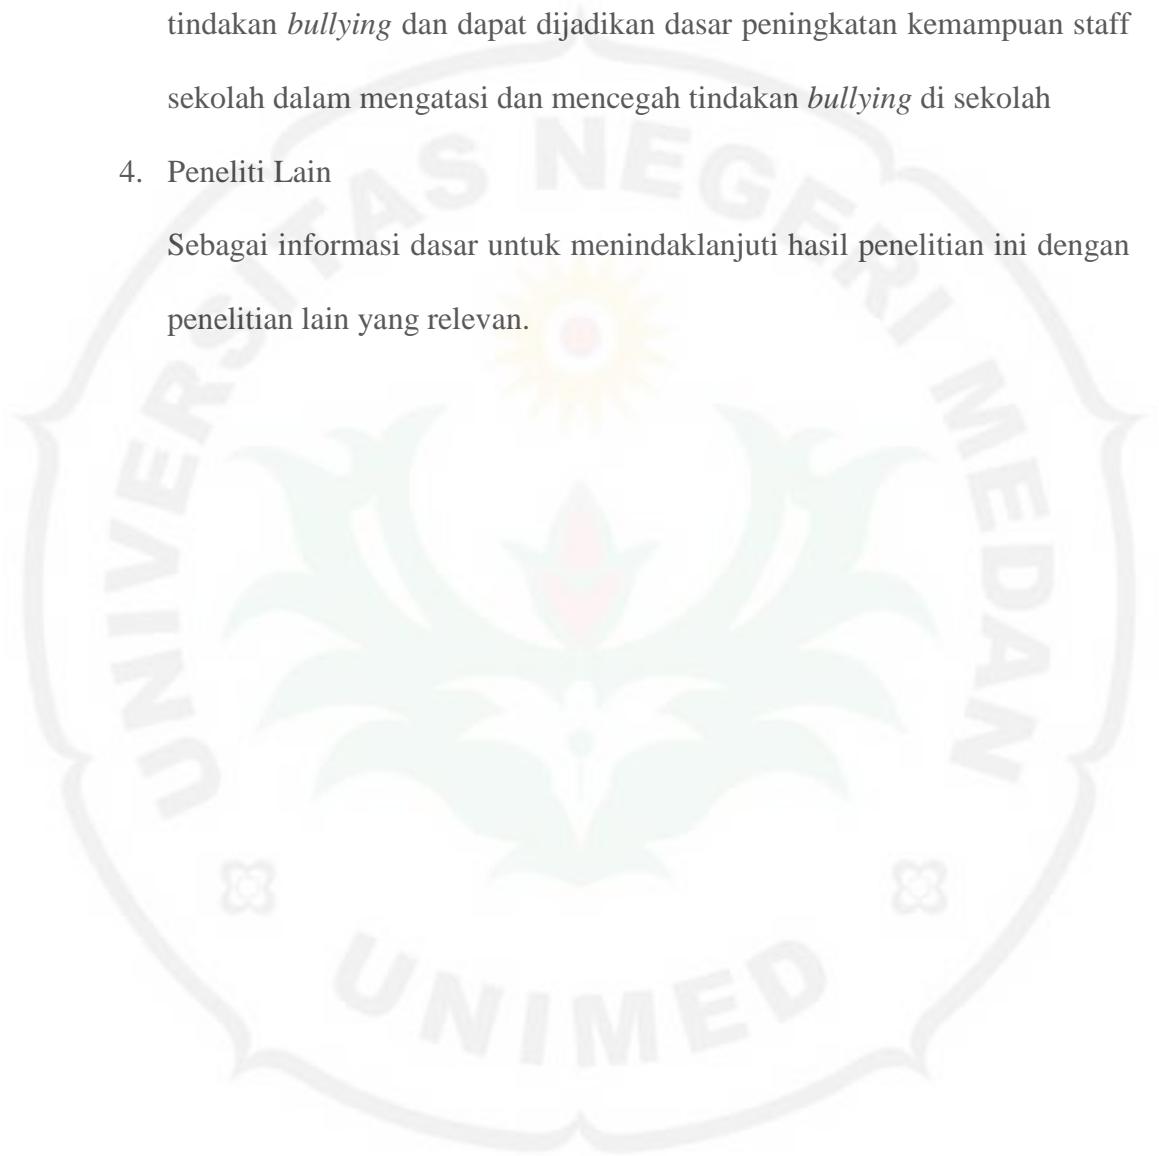 tindakan bullying dan dapat dijadikan dasar peningkatan kemampuan staff
sekolah dalam mengatasi dan mencegah tindakan bullying di sekolah
4. Peneliti Lain
Sebagai informasi dasar untuk menindaklanjuti hasil penelitian ini dengan
penelitian lain yang relevan.
UNIVERSITAS NEGERI MEDAN
UNIMED